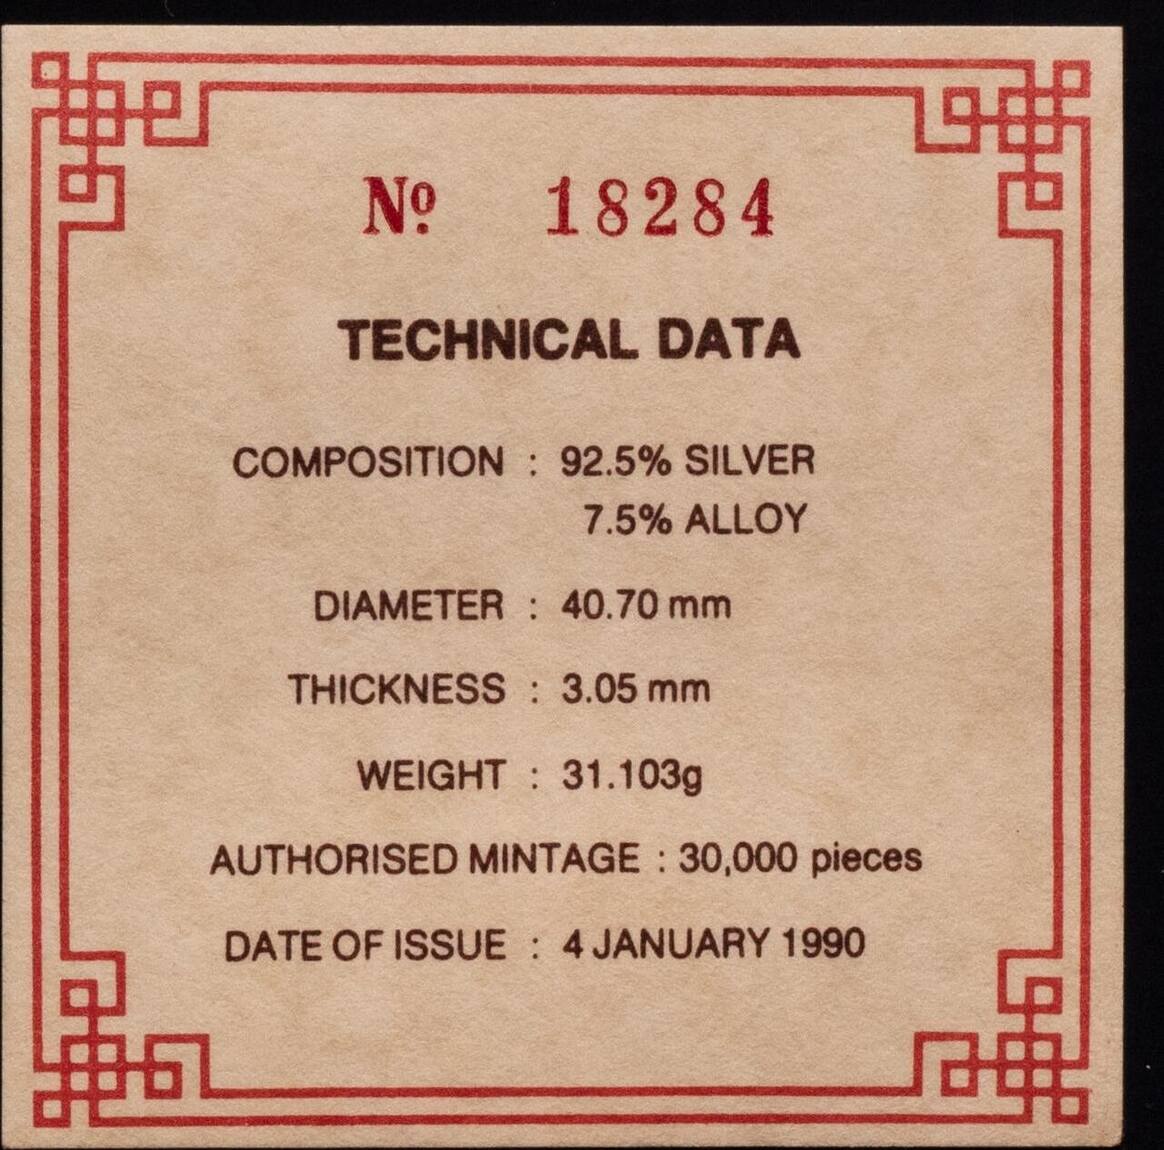 Nº 18284
TECHNICAL DATA
COMPOSITION : 92.5% SILVER
7.5% ALLOY
DIAMETER : 40.70 mm
THICKNESS : 3.05 mm
WEIGHT : 31.103g
AUTHORISED MINTAGE : 30,000 pieces
DATE OF ISSUE : 4 JANUARY 1990